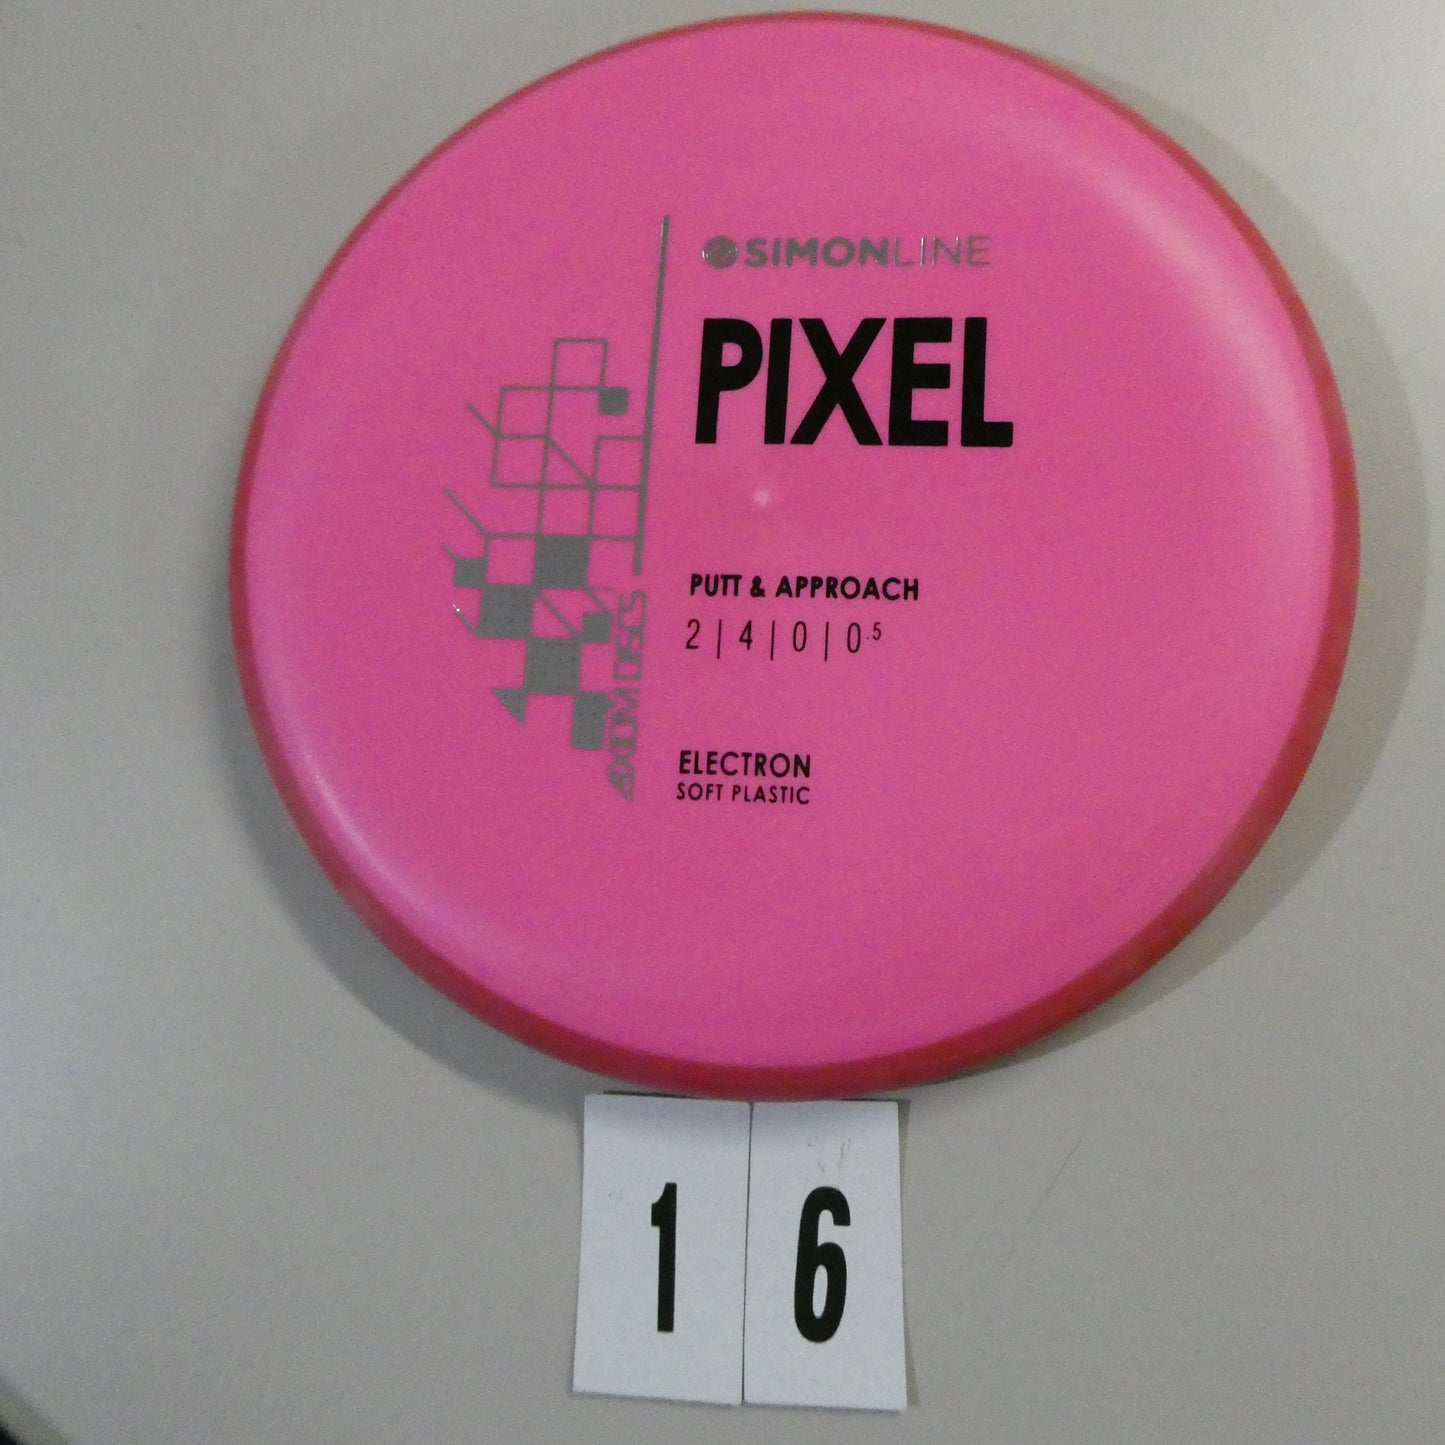 SIMONLINE
PIXEL
PUTT & APPROACH
2 | 4 | 0 | 0.5
ELECTRON
SOFT PLASTIC
AXIOM DISCS
1 6